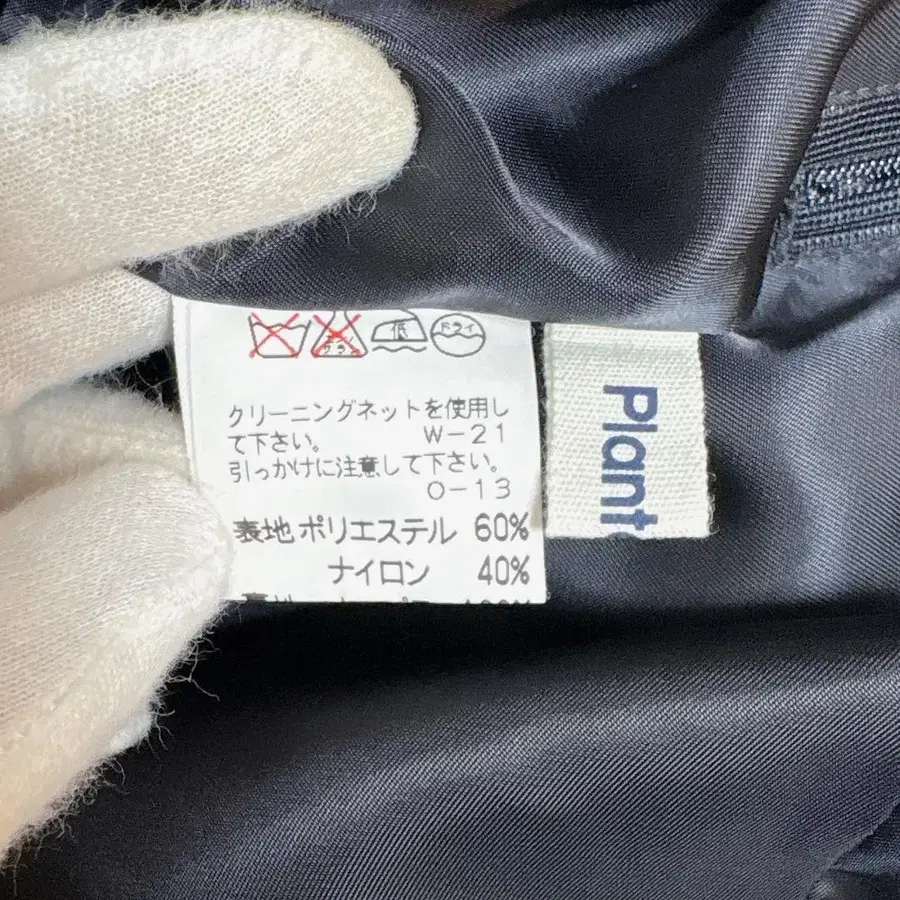 低 ドライ
クリーニングネットを使用し
て下さい。 W-21
引っかけに注意して下さい。
O-13
表地 ポリエステル 60%
ナイロン 40%
Plant